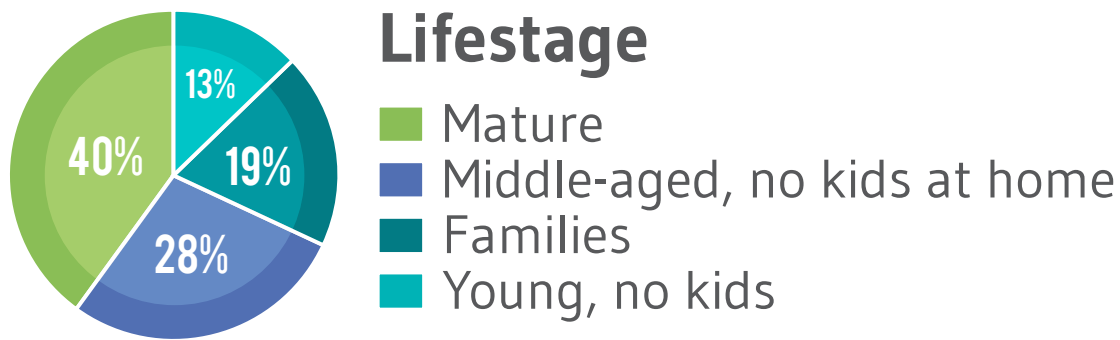 Lifestage
13%
40%
19%
28%
Mature
Middle-aged, no kids at home
Families
Young, no kids